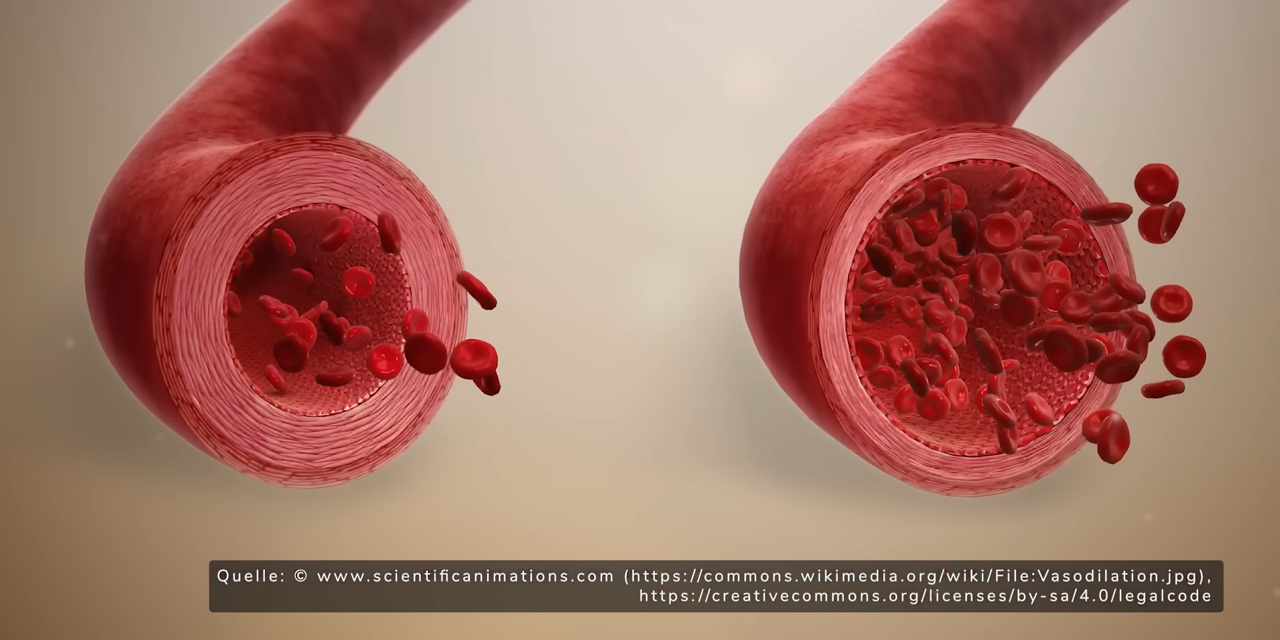 Quelle: © www.scientificanimations.com (https://commons.wikimedia.org/wiki/File:Vasodilation.jpg),
https://creativecommons.org/licenses/by-sa/4.0/legalcode